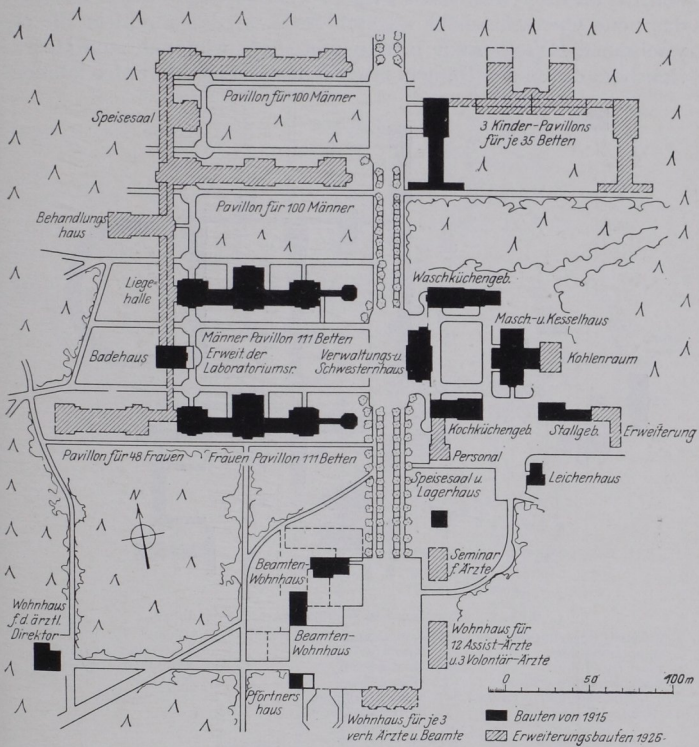 Pavillon für 100 Männer
Speisesaal
3 Kinder-Pavillons
für je 35 Betten
Pavillon für 100 Männer
Behandlungs
haus
Liege-
halle
Waschküchengeb.
Masch.-u. Kesselhaus
Badehaus
Männer Pavillon 111 Betten
Erweit. der
Laboratoriumsr.
Verwaltungs-u.
Schwesternhaus
Kohlenraum
Kochküchengeb.
Stallgeb.
Erweiterung
Pavillon für 48 Frauen
Frauen Pavillon 111 Betten
Personal
Speisesaal u.
Lagerhaus
Leichenhaus
N
Seminar
f. Ärzte
Beamten-
Wohnhaus
Wohnhaus
f. d. ärztl.
Direktor
Beamten-
Wohnhaus
Wohnhaus für
12 Assist.-Ärzte
u. 3 Volontär-Ärzte
Pförtners
haus
Wohnhaus für je 3
verh. Ärzte u. Beamte
0 50 100 m
Bauten von 1915
Erweiterungsbauten 1926